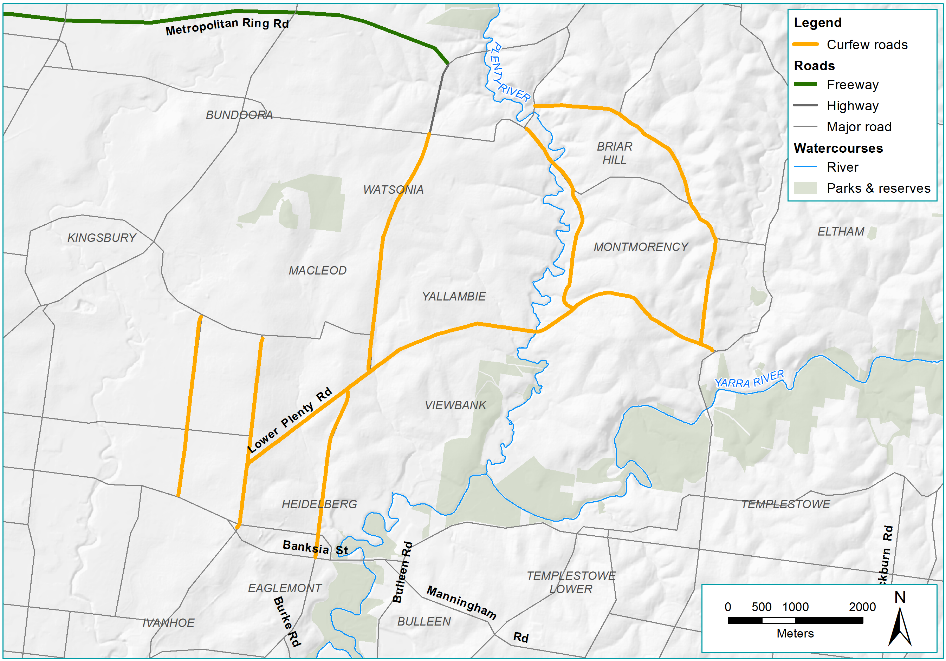 Metropolitan Ring Rd
PLENTY
RIVER
Legend
Curfew roads
Roads
Freeway
Highway
Major road
Watercourses
River
Parks & reserves
BUNDOORA
BRIAR
HILL
WATSONIA
KINGSBURY
ELTHAM
MONTMORENCY
MACLEOD
YALLAMBIE
YARRA RIVER
Lower Plenty Rd
VIEWBANK
HEIDELBERG
TEMPLESTOWE
Banksia St
Bulleen Rd
ckburn Rd
EAGLEMONT
TEMPLESTOWE
LOWER
Manningham
Rd
Burke Rd
IVANHOE
BULLEEN
N
0 500 1000 2000
Meters